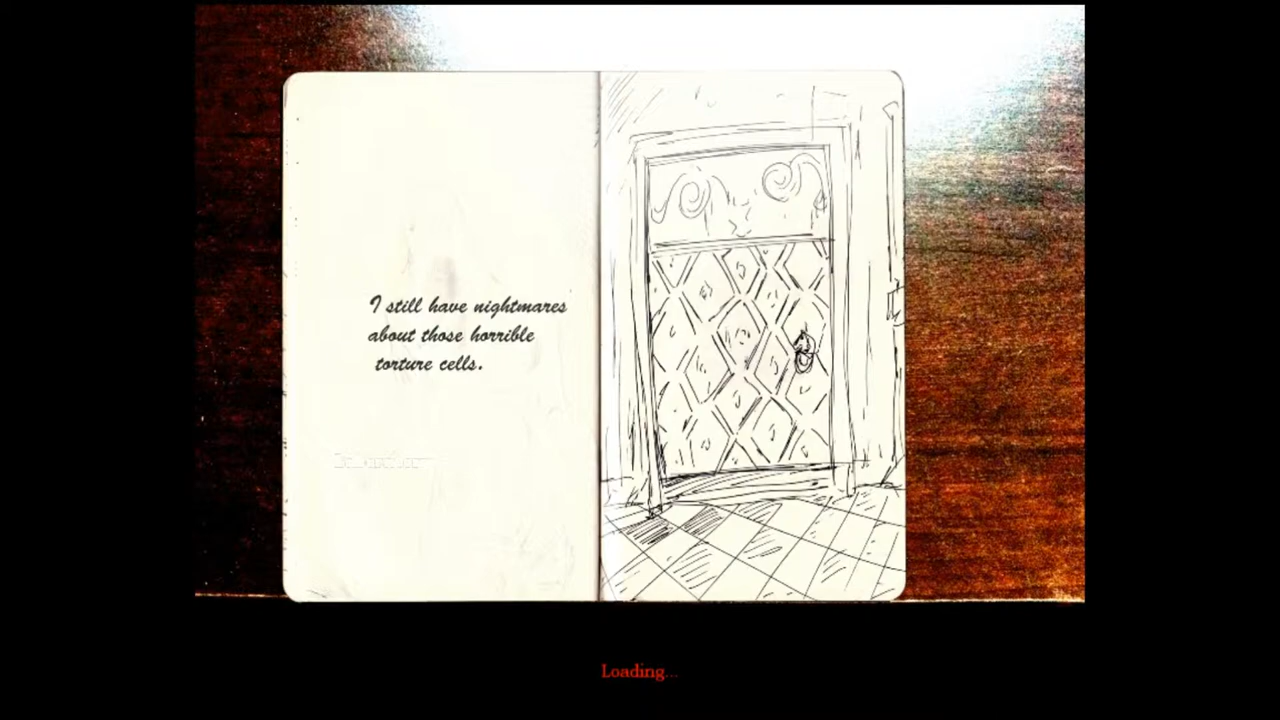 I still have nightmares
about those horrible
torture cells.
Loading...